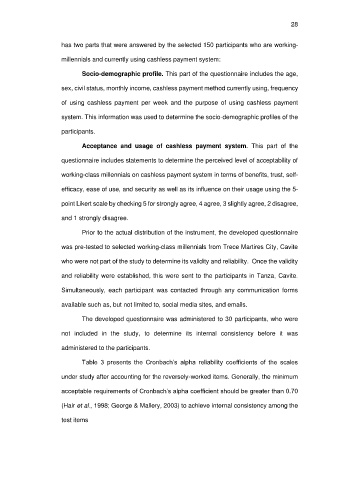 28
has two parts that were answered by the selected 150 participants who are working-
millennials and currently using cashless payment system:
Socio-demographic profile. This part of the questionnaire includes the age,
sex, civil status, monthly income, cashless payment method currently using, frequency
of using cashless payment per week and the purpose of using cashless payment
system. This information was used to determine the socio-demographic profiles of the
participants.
Acceptance and usage of cashless payment system. This part of the
questionnaire includes statements to determine the perceived level of acceptability of
working-class millennials on cashless payment system in terms of benefits, trust, self-
efficacy, ease of use, and security as well as its influence on their usage using the 5-
point Likert scale by checking 5 for strongly agree, 4 agree, 3 slightly agree, 2 disagree,
and 1 strongly disagree.
Prior to the actual distribution of the instrument, the developed questionnaire
was pre-tested to selected working-class millennials from Trece Martires City, Cavite
who were not part of the study to determine its validity and reliability. Once the validity
and reliability were established, this were sent to the participants in Tanza, Cavite.
Simultaneously, each participant was contacted through any communication forms
available such as, but not limited to, social media sites, and emails.
The developed questionnaire was administered to 30 participants, who were
not included in the study, to determine its internal consistency before it was
administered to the participants.
Table 3 presents the Cronbach's alpha reliability coefficients of the scales
under study after accounting for the reversely-worked items. Generally, the minimum
acceptable requirements of Cronbach's alpha coefficient should be greater than 0.70
(Hair et al., 1998; George & Mallery, 2003) to achieve internal consistency among the
test items